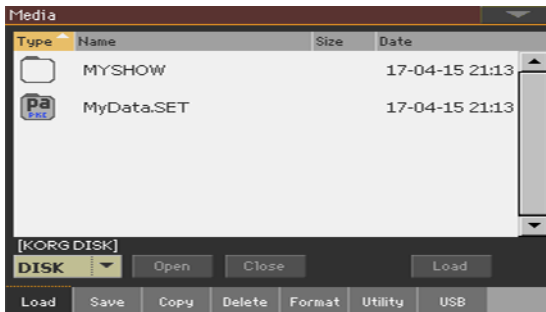 Media
Type Name Size Date
MYSHOW 17-04-15 21:13
pa
PKG
MyData.SET 17-04-15 21:13
[KORG DISK]
DISK Open Close Load
Load Save Copy Delete Format Utility USB